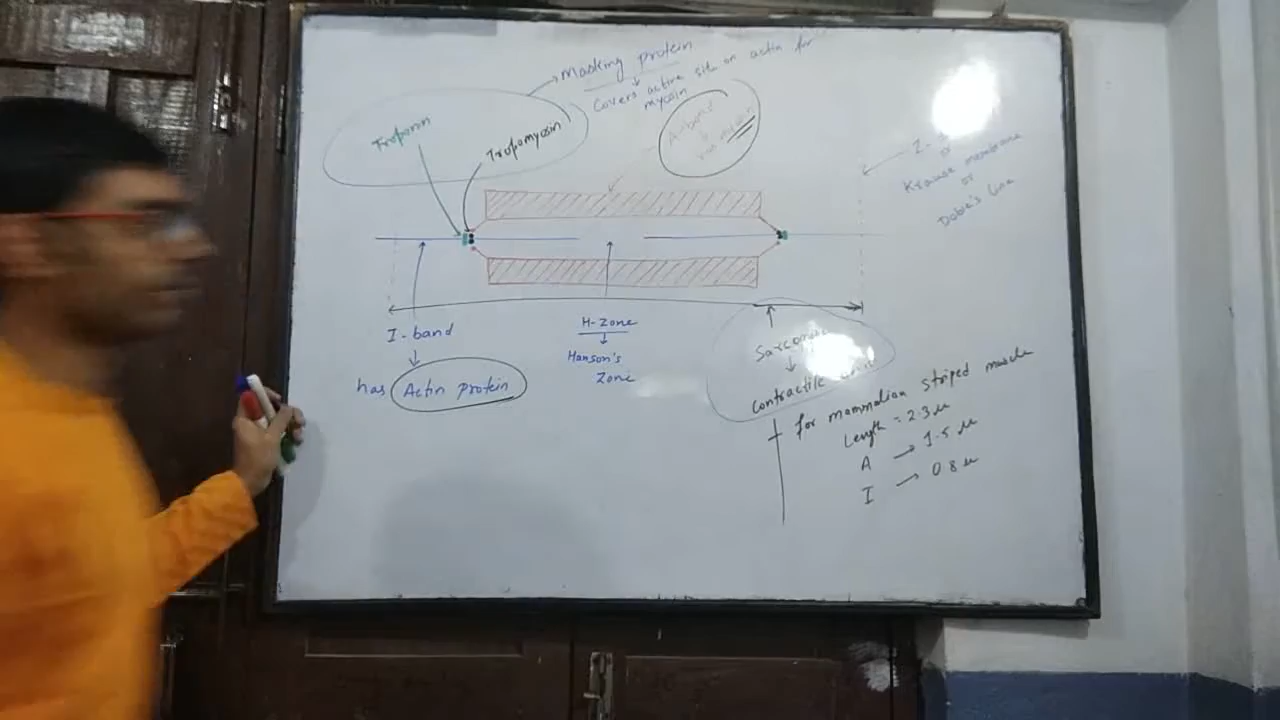 Masking protein
Covers active site on actin for
myosin
Troponin
Tropomyosin
A-band
Z-
or
Krause membrane
or
Dobie's line
I-band
has Actin protein
H-Zone
Hanson's
Zone
contractile
for mammalian striped muscle
Length = 2.3 μ
A → 1.5 μ
I → 0.8 μ